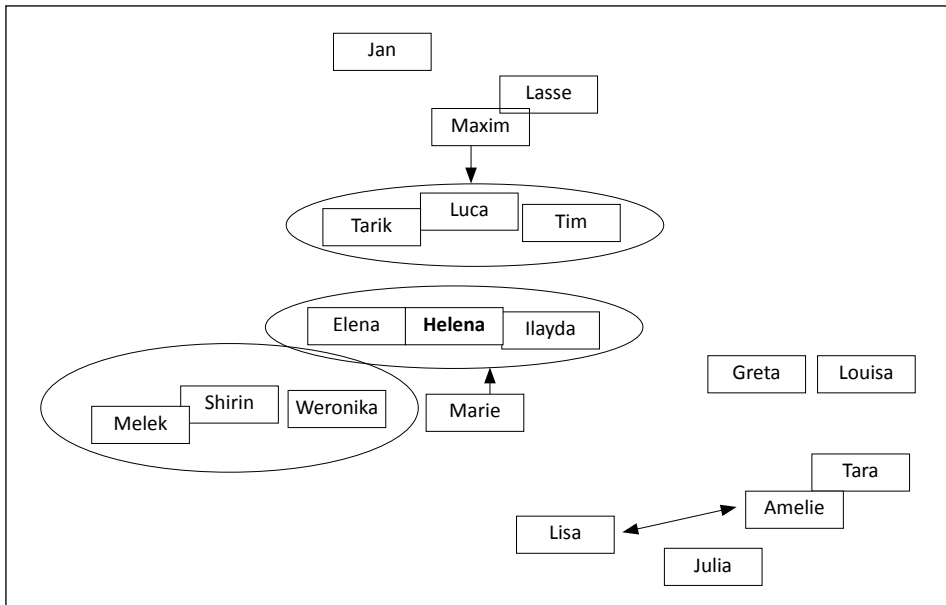 Jan
Lasse
Maxim
Luca
Tarik
Tim
Elena
Helena
Ilayda
Greta
Louisa
Shirin
Weronika
Marie
Melek
Tara
Amelie
Lisa
Julia